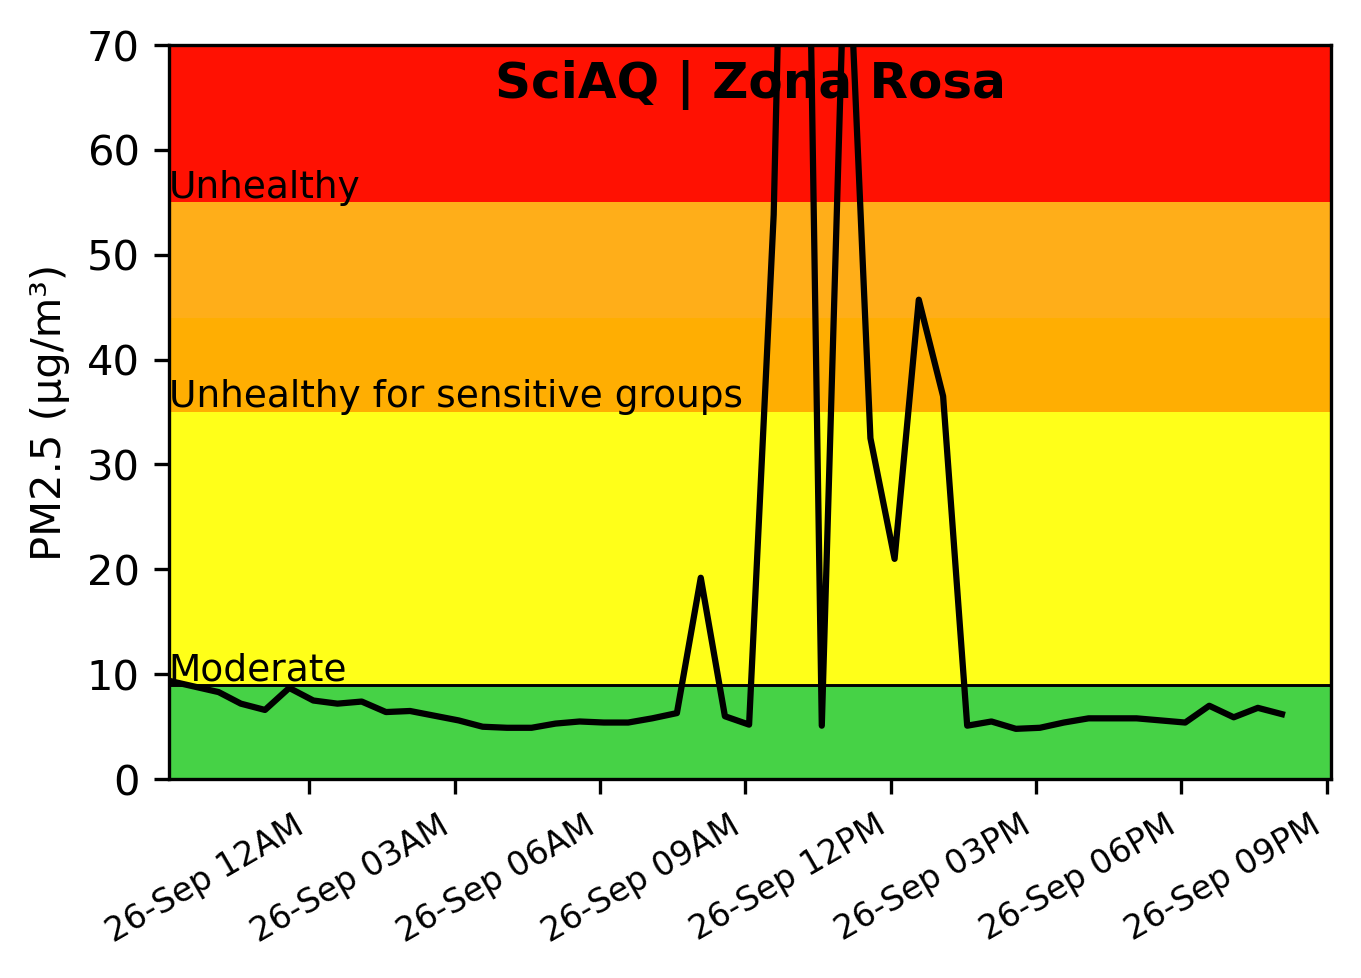 SciAQ | Zona Rosa
PM2.5 (µg/m³)
70
60
50
40
30
20
10
0
Unhealthy
Unhealthy for sensitive groups
Moderate
26-Sep 12AM
26-Sep 03AM
26-Sep 06AM
26-Sep 09AM
26-Sep 12PM
26-Sep 03PM
26-Sep 06PM
26-Sep 09PM